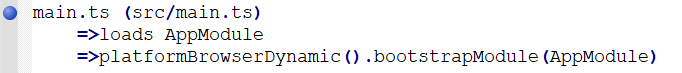 main.ts (src/main.ts)
=>loads AppModule
=>platformBrowserDynamic().bootstrapModule(AppModule)